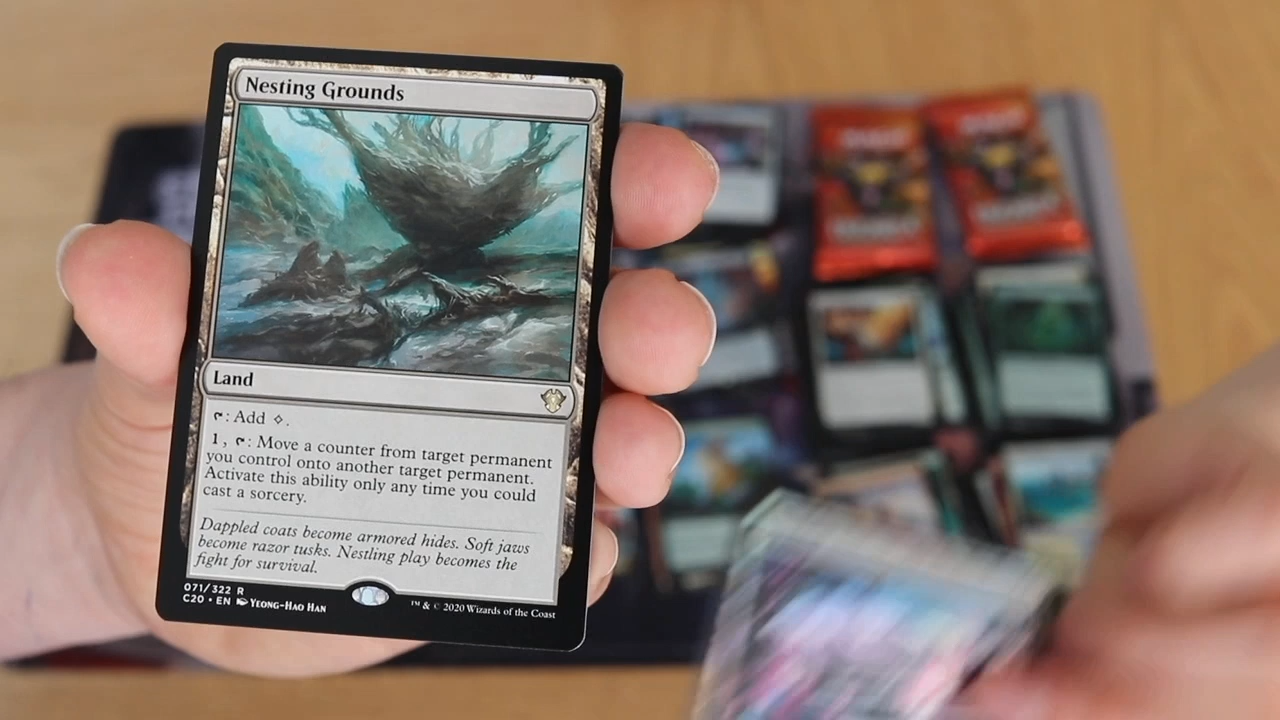 Nesting Grounds
Land
: Add .
1, : Move a counter from target permanent
you control onto another target permanent.
Activate this ability only any time you could
cast a sorcery.
Dappled coats become armored hides. Soft jaws
become razor tusks. Nestling play becomes the
fight for survival.
071/322 R
C20 • EN Yeong-Hao Han
™ & © 2020 Wizards of the Coast